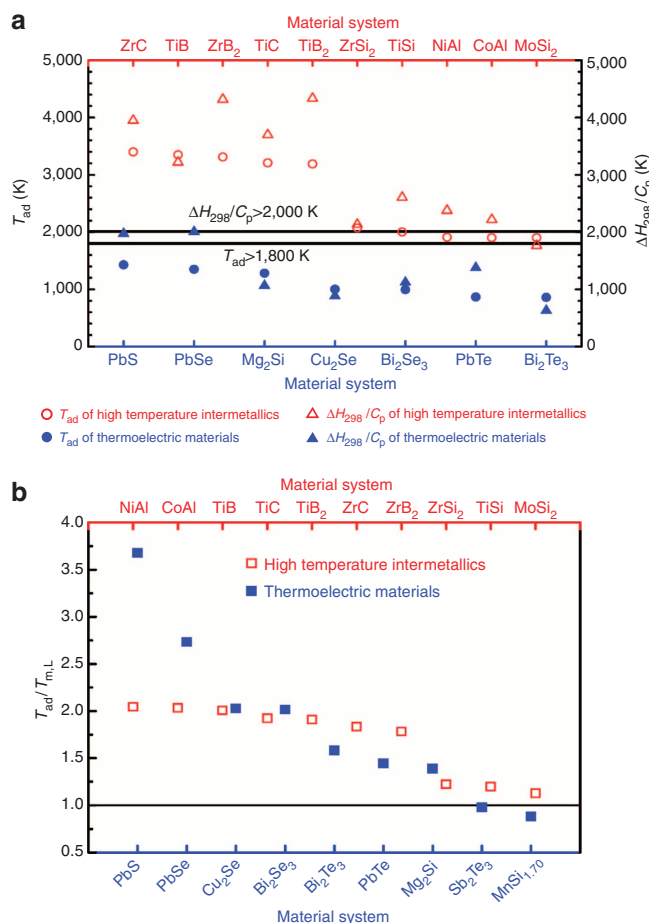 a
Material system
ZrC TiB ZrB2 TiC TiB2 ZrSi2 TiSi NiAl CoAl MoSi2
5,000 5,000
4,000 4,000
3,000 3,000
2,000 2,000
1,000 1,000
0 0
Tad (K)
ΔH298/Cp (K)
ΔH298/Cp>2,000 K
Tad>1,800 K
PbS PbSe Mg2Si Cu2Se Bi2Se3 PbTe Bi2Te3
Material system
Tad of high temperature intermetallics
ΔH298/Cp of high temperature intermetallics
Tad of thermoelectric materials
ΔH298/Cp of thermoelectric materials
b
Material system
NiAl CoAl TiB TiC TiB2 ZrC ZrB2 ZrSi2 TiSi MoSi2
4.0
3.5
3.0
2.5
2.0
1.5
1.0
0.5
Tad/Tm,L
High temperature intermetallics
Thermoelectric materials
PbS PbSe Cu2Se Bi2Se3 Bi2Te3 PbTe Mg2Si Sb2Te3 MnSi1.70
Material system